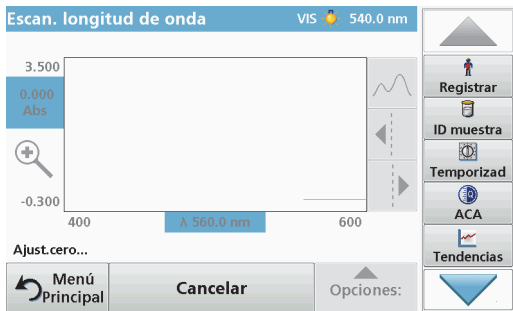 Escan. longitud de onda VIS 540.0 nm
3.500
0.000
Abs
-0.300
400 λ 560.0 nm 600
Ajust.cero...
Menú
Principal
Cancelar
Opciones:
Registrar
ID muestra
Temporizad
ACA
Tendencias